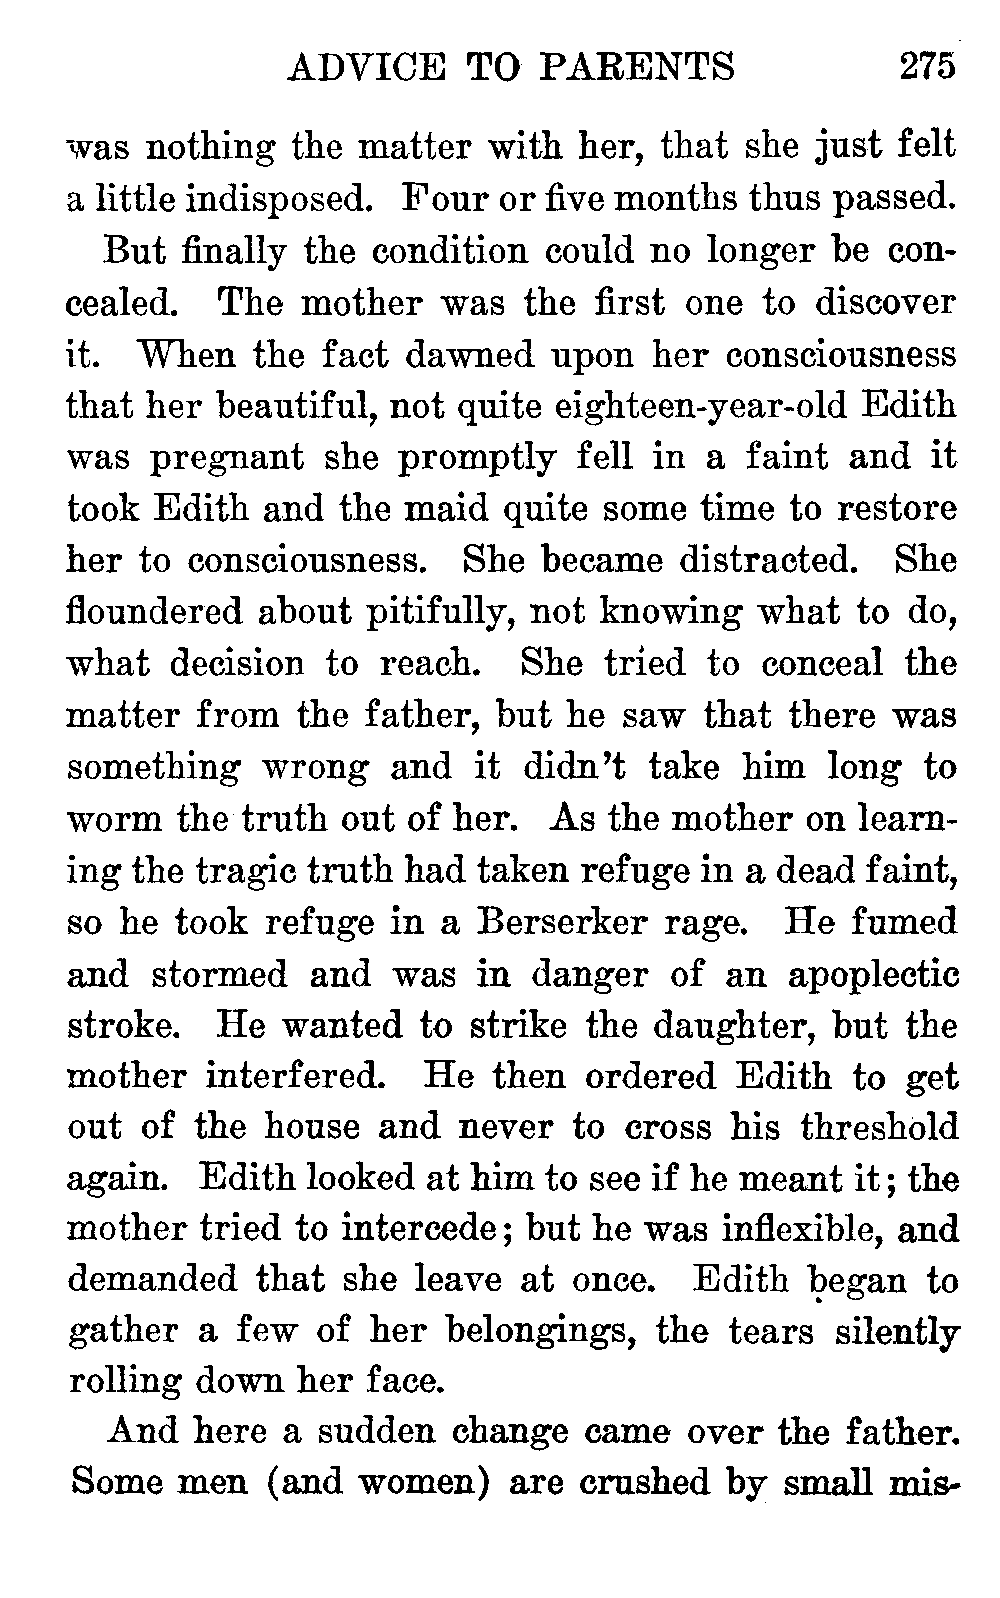 ADVICE TO PARENTS 275
was nothing the matter with her, that she just felt
a little indisposed. Four or five months thus passed.
But finally the condition could no longer be con-
cealed. The mother was the first one to discover
it. When the fact dawned upon her consciousness
that her beautiful, not quite eighteen-year-old Edith
was pregnant she promptly fell in a faint and it
took Edith and the maid quite some time to restore
her to consciousness. She became distracted. She
floundered about pitifully, not knowing what to do,
what decision to reach. She tried to conceal the
matter from the father, but he saw that there was
something wrong and it didn't take him long to
worm the truth out of her. As the mother on learn-
ing the tragic truth had taken refuge in a dead faint,
so he took refuge in a Berserker rage. He fumed
and stormed and was in danger of an apoplectic
stroke. He wanted to strike the daughter, but the
mother interfered. He then ordered Edith to get
out of the house and never to cross his threshold
again. Edith looked at him to see if he meant it; the
mother tried to intercede; but he was inflexible, and
demanded that she leave at once. Edith began to
gather a few of her belongings, the tears silently
rolling down her face.
And here a sudden change came over the father.
Some men (and women) are crushed by small mis-